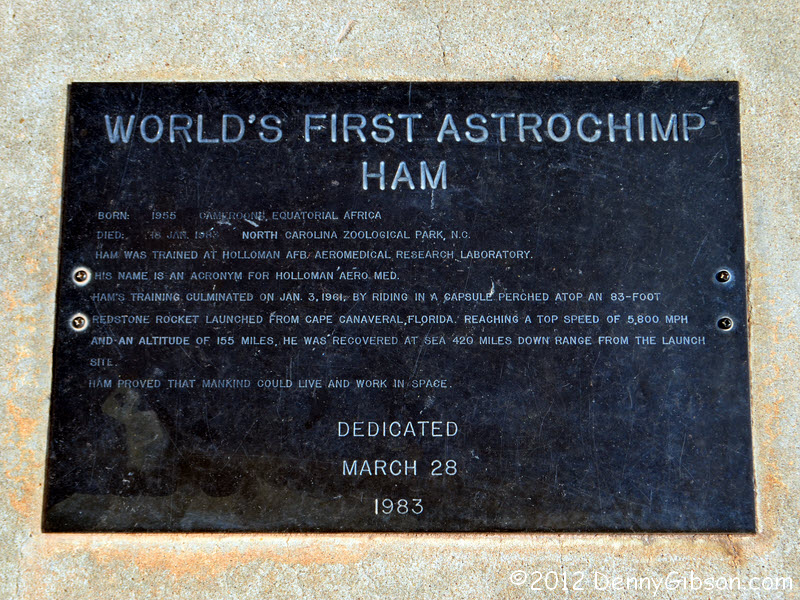 WORLD'S FIRST ASTROCHIMP
HAM
BORN: 1955 CAMEROONS, EQUATORIAL AFRICA
DIED: 18 JAN. 1983 NORTH CAROLINA ZOOLOGICAL PARK, N.C.
HAM WAS TRAINED AT HOLLOMAN AFB AEROMEDICAL RESEARCH LABORATORY.
HIS NAME IS AN ACRONYM FOR HOLLOMAN AERO MED.
HAM'S TRAINING CULMINATED ON JAN. 3, 1961, BY RIDING IN A CAPSULE PERCHED ATOP AN 83-FOOT
REDSTONE ROCKET LAUNCHED FROM CAPE CANAVERAL, FLORIDA. REACHING A TOP SPEED OF 5,800 MPH
AND AN ALTITUDE OF 155 MILES, HE WAS RECOVERED AT SEA 420 MILES DOWN RANGE FROM THE LAUNCH
SITE.
HAM PROVED THAT MANKIND COULD LIVE AND WORK IN SPACE.
DEDICATED
MARCH 28
1983
©2012 DennyGibson.com